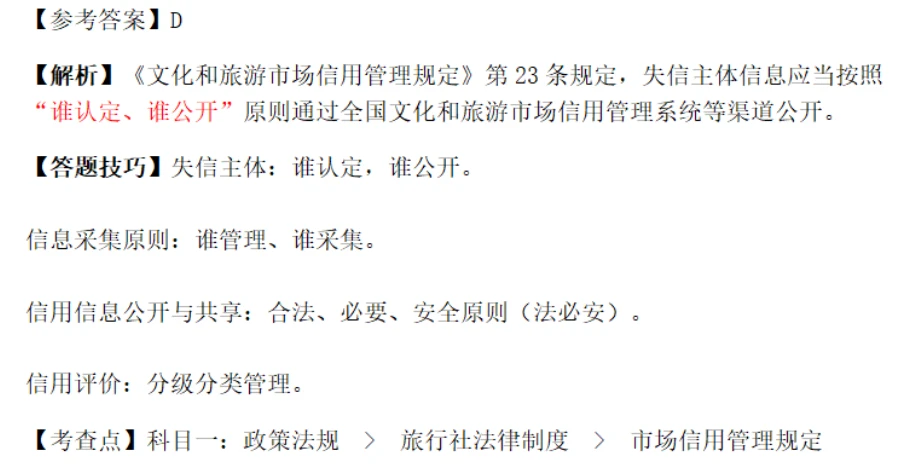 【参考答案】D
【解析】《文化和旅游市场信用管理规定》第 23 条规定，失信主体信息应当按照
“谁认定、谁公开”原则通过全国文化和旅游市场信用管理系统等渠道公开。
【答题技巧】失信主体：谁认定，谁公开。
信息采集原则：谁管理、谁采集。
信用信息公开与共享：合法、必要、安全原则（法必安）。
信用评价：分级分类管理。
【考查点】科目一：政策法规 > 旅行社法律制度 > 市场信用管理规定